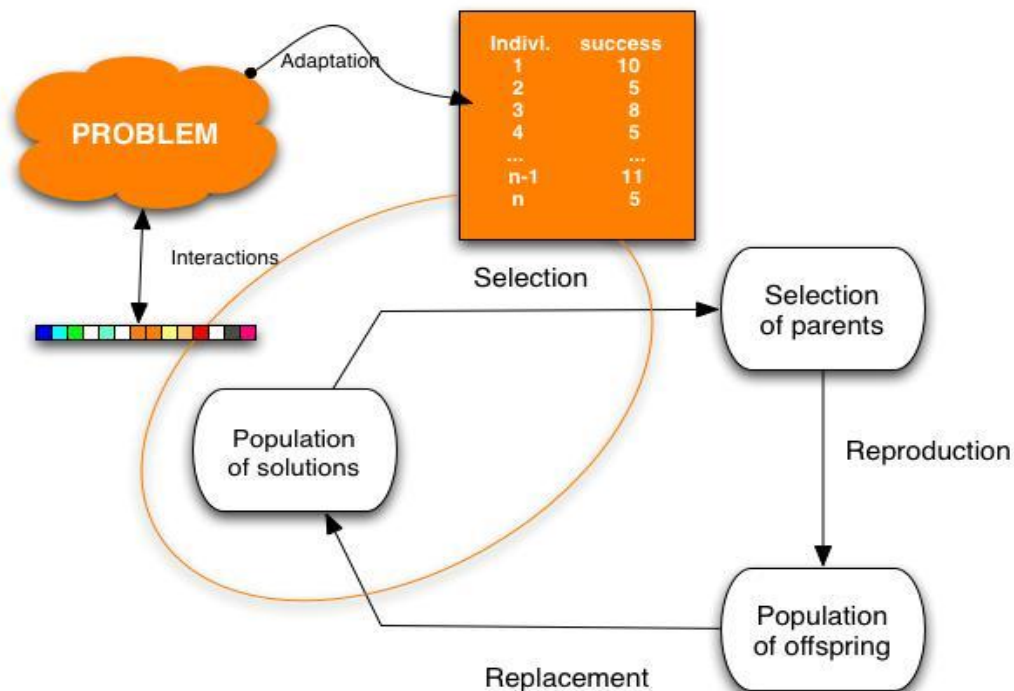 Adaptation
PROBLEM
Indivi. success
1 10
2 5
3 8
4 5
... ...
n-1 11
n 5
Interactions
Selection
Selection
of parents
Population
of solutions
Reproduction
Population
of offspring
Replacement